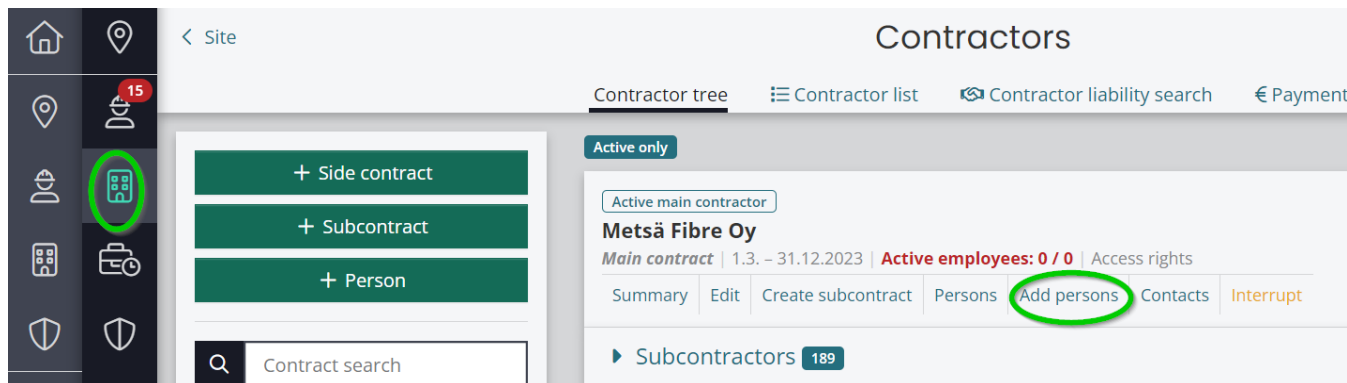 Site
Contractors
15
Contractor tree
Contractor list
Contractor liability search
€ Payment
+ Side contract
+ Subcontract
+ Person
Contract search
Active only
Active main contractor
Metsä Fibre Oy
Main contract | 1.3. – 31.12.2023 | Active employees: 0 / 0 | Access rights
Summary Edit Create subcontract Persons Add persons Contacts Interrupt
Subcontractors 189